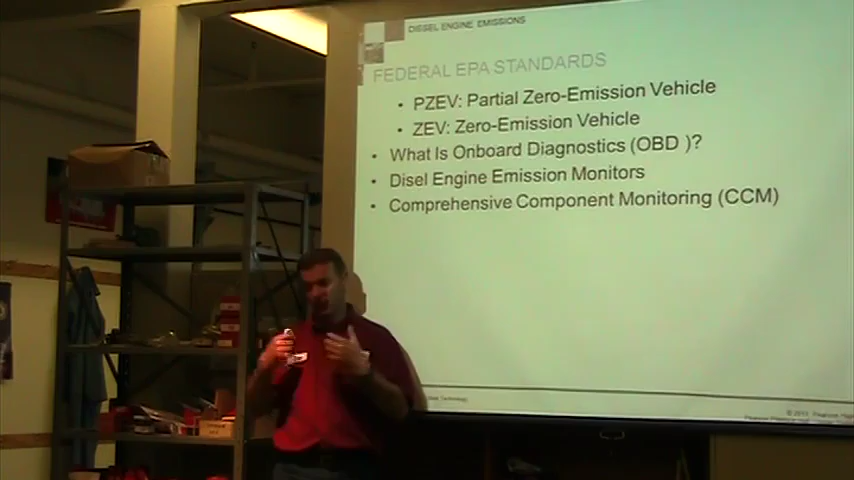 DIESEL ENGINE EMISSIONS
FEDERAL EPA STANDARDS
• PZEV: Partial Zero-Emission Vehicle
• ZEV: Zero-Emission Vehicle
• What Is Onboard Diagnostics (OBD )?
• Disel Engine Emission Monitors
• Comprehensive Component Monitoring (CCM)
Technology